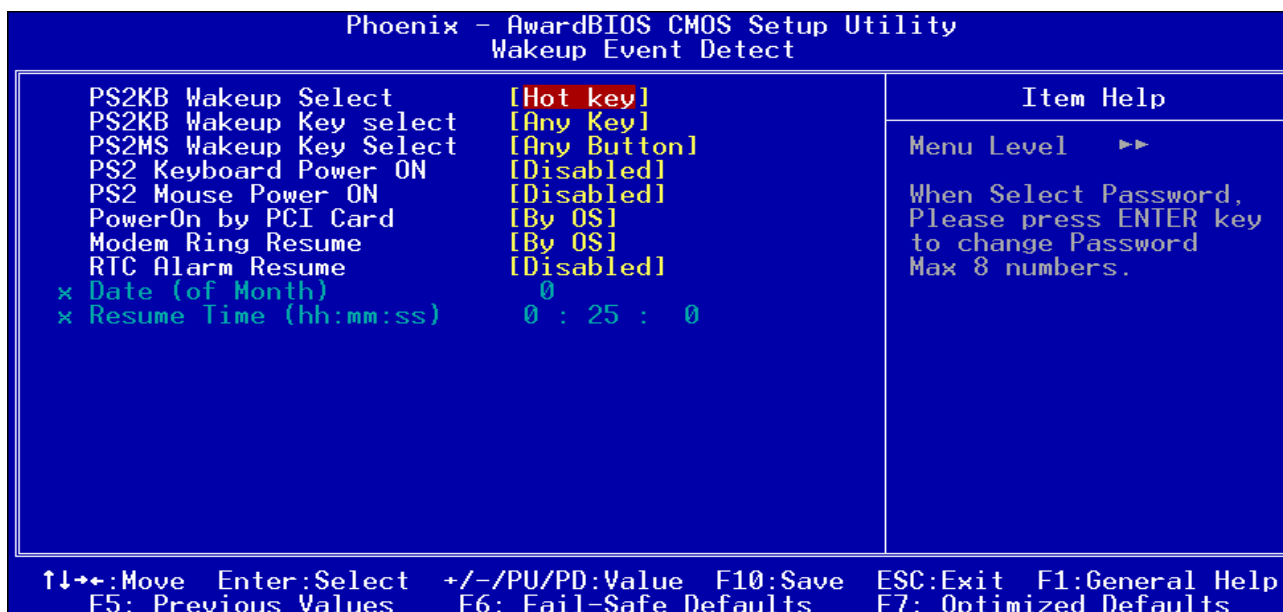 Phoenix - AwardBIOS CMOS Setup Utility
Wakeup Event Detect
PS2KB Wakeup Select [Hot key]
PS2KB Wakeup Key select [Any Key]
PS2MS Wakeup Key Select [Any Button]
PS2 Keyboard Power ON [Disabled]
PS2 Mouse Power ON [Disabled]
PowerOn by PCI Card [By OS]
Modem Ring Resume [By OS]
RTC Alarm Resume [Disabled]
x Date (of Month) 0
x Resume Time (hh:mm:ss) 0 : 25 : 0
Item Help
Menu Level ►►
When Select Password,
Please press ENTER key
to change Password
Max 8 numbers.
↑↓→←:Move Enter:Select +/-/PU/PD:Value F10:Save ESC:Exit F1:General Help
F5: Previous Values F6: Fail-Safe Defaults F7: Optimized Defaults